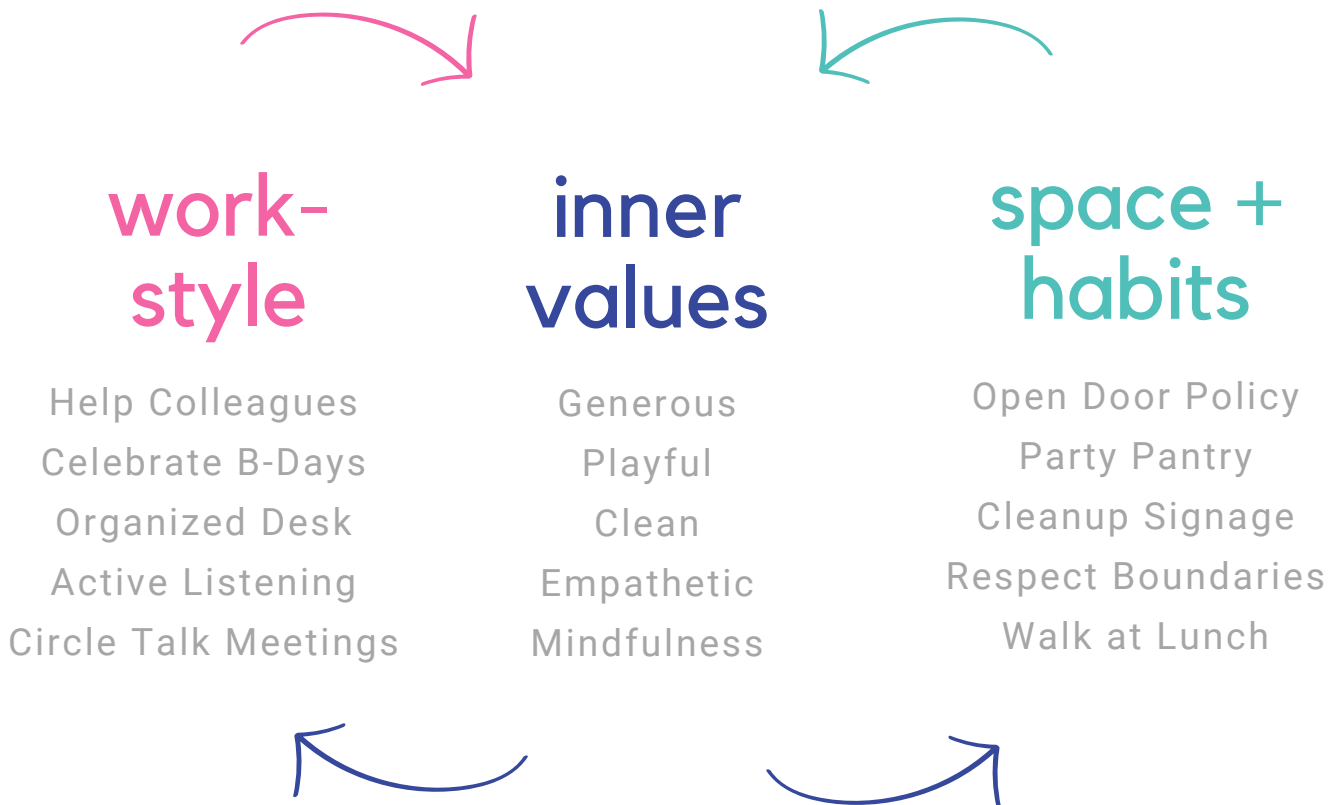 work-
style
Help Colleagues
Celebrate B-Days
Organized Desk
Active Listening
Circle Talk Meetings
inner
values
Generous
Playful
Clean
Empathetic
Mindfulness
space +
habits
Open Door Policy
Party Pantry
Cleanup Signage
Respect Boundaries
Walk at Lunch